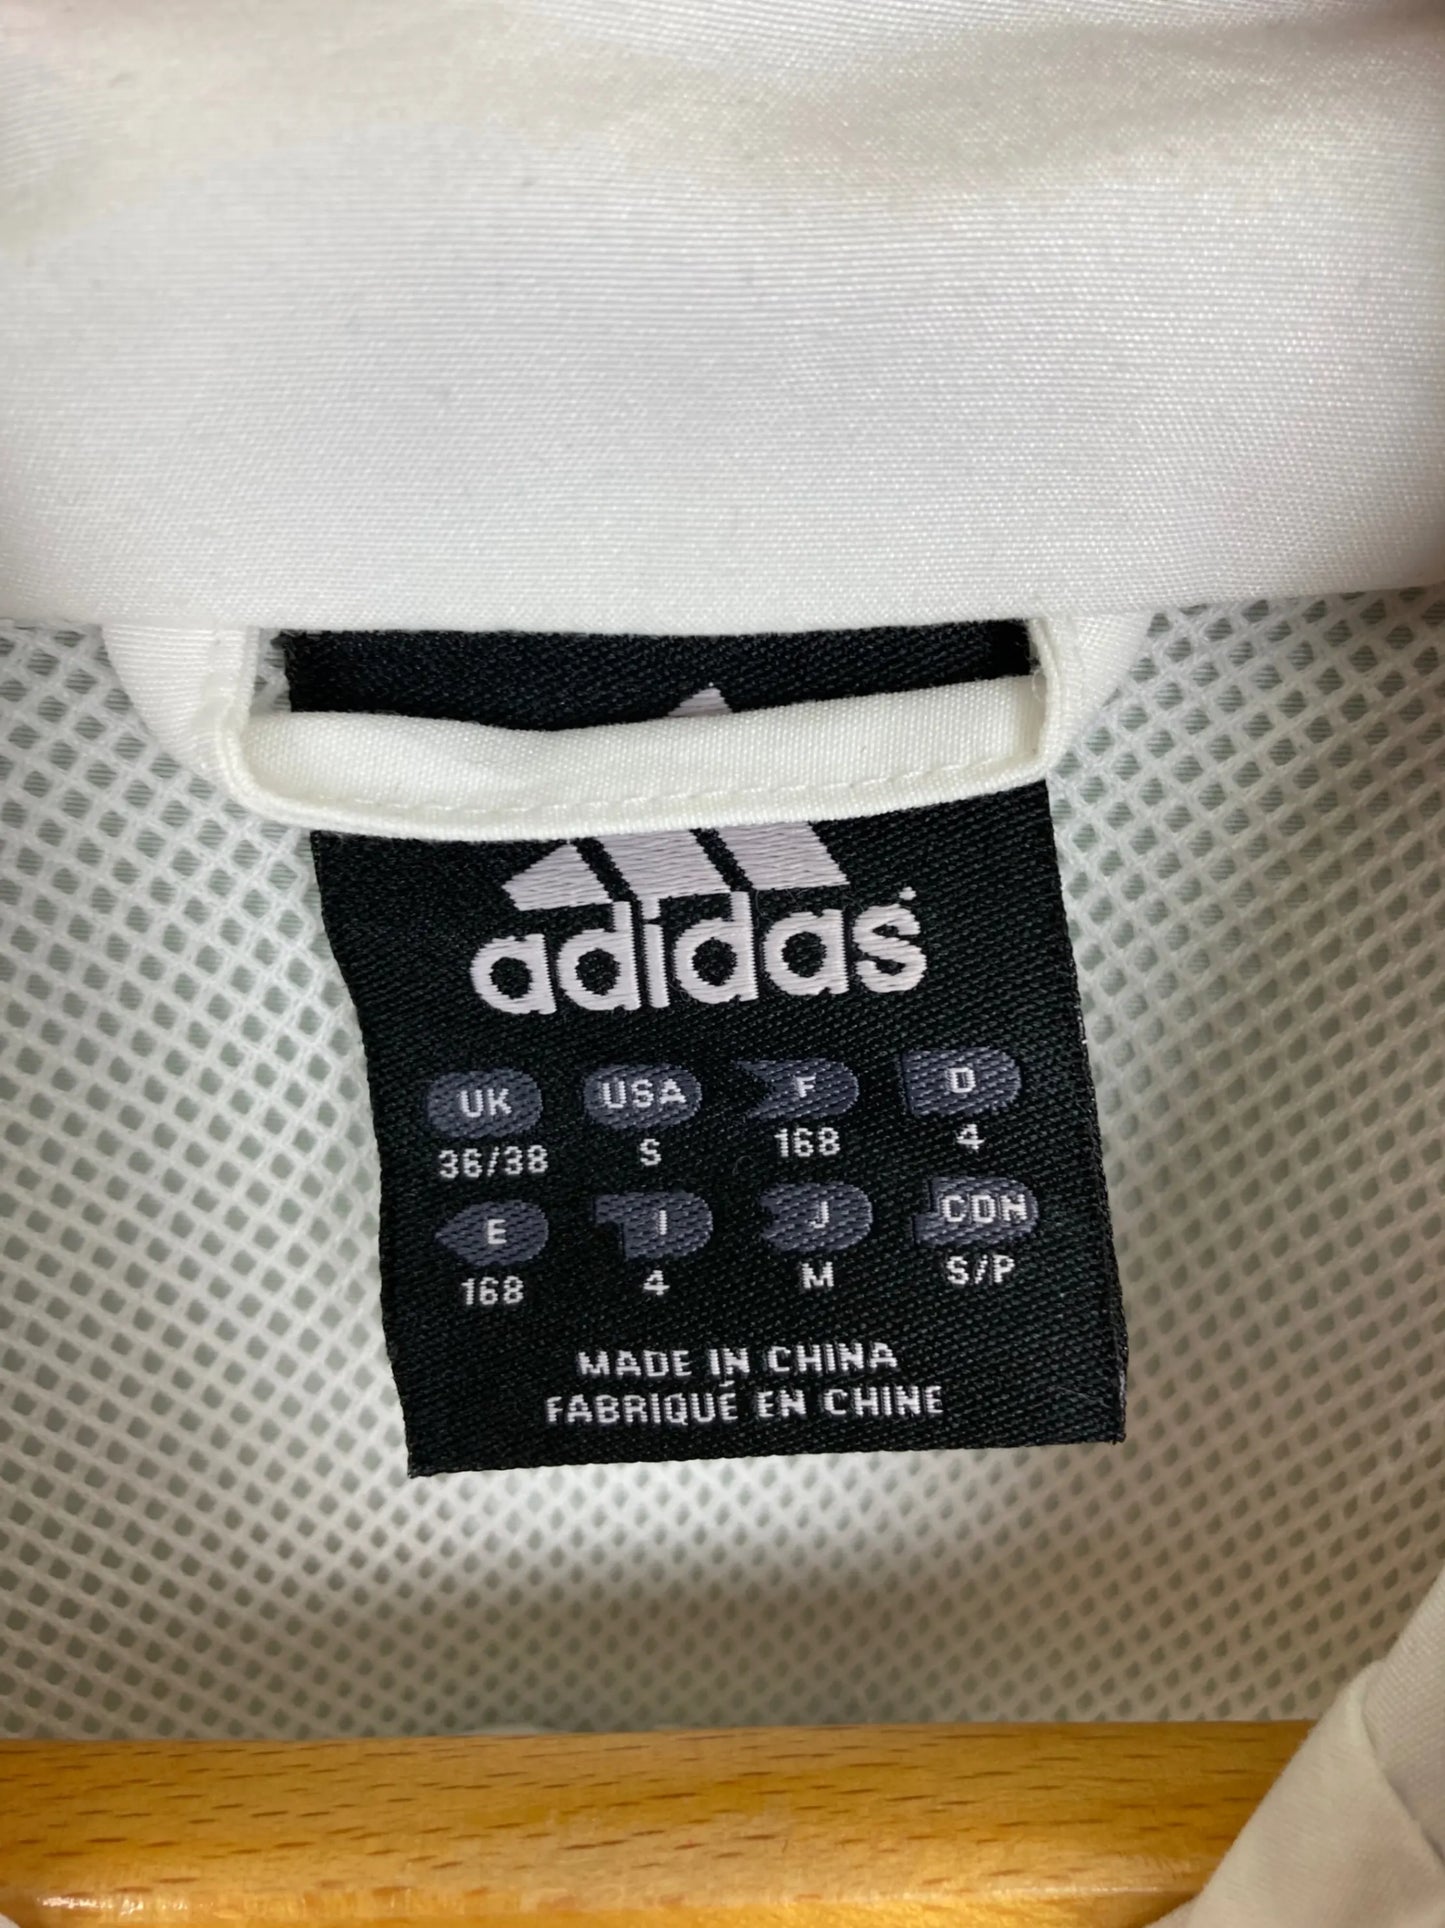 adidas
UK USA F D
36/38 S 168 4
E I J CDN
168 4 M S/P
MADE IN CHINA
FABRIQUÉ EN CHINE